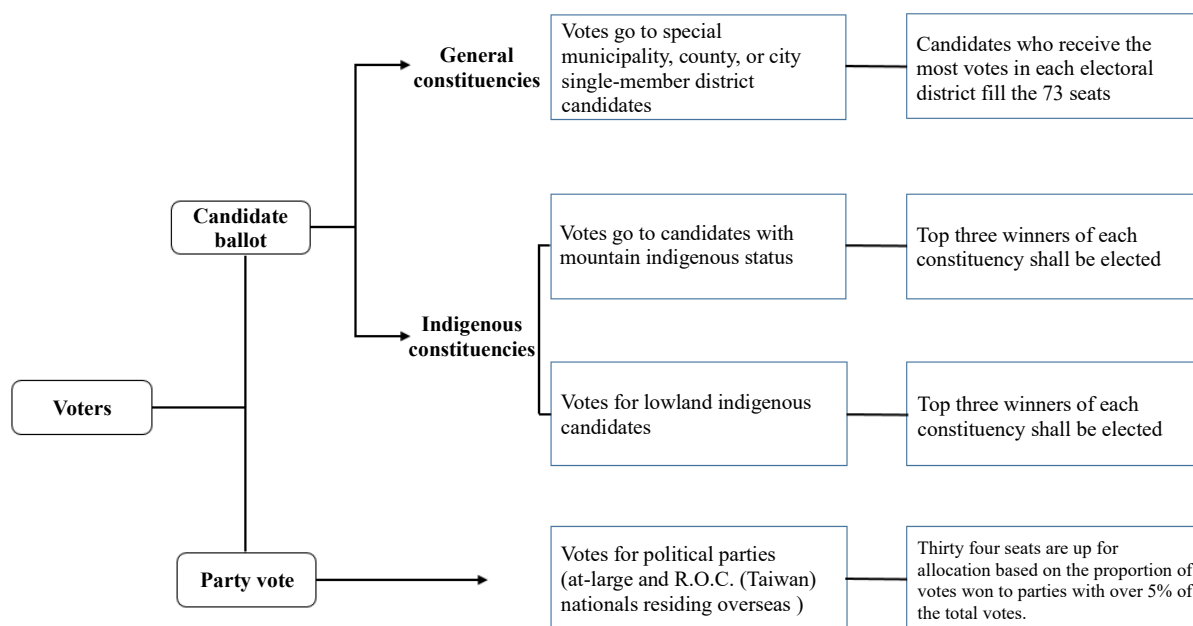 Voters
Candidate
ballot
General
constituencies
Votes go to special
municipality, county, or city
single-member district
candidates
Candidates who receive the
most votes in each electoral
district fill the 73 seats
Indigenous
constituencies
Votes go to candidates with
mountain indigenous status
Top three winners of each
constituency shall be elected
Votes for lowland indigenous
candidates
Top three winners of each
constituency shall be elected
Party vote
Votes for political parties
(at-large and R.O.C. (Taiwan)
nationals residing overseas )
Thirty four seats are up for
allocation based on the proportion of
votes won to parties with over 5% of
the total votes.